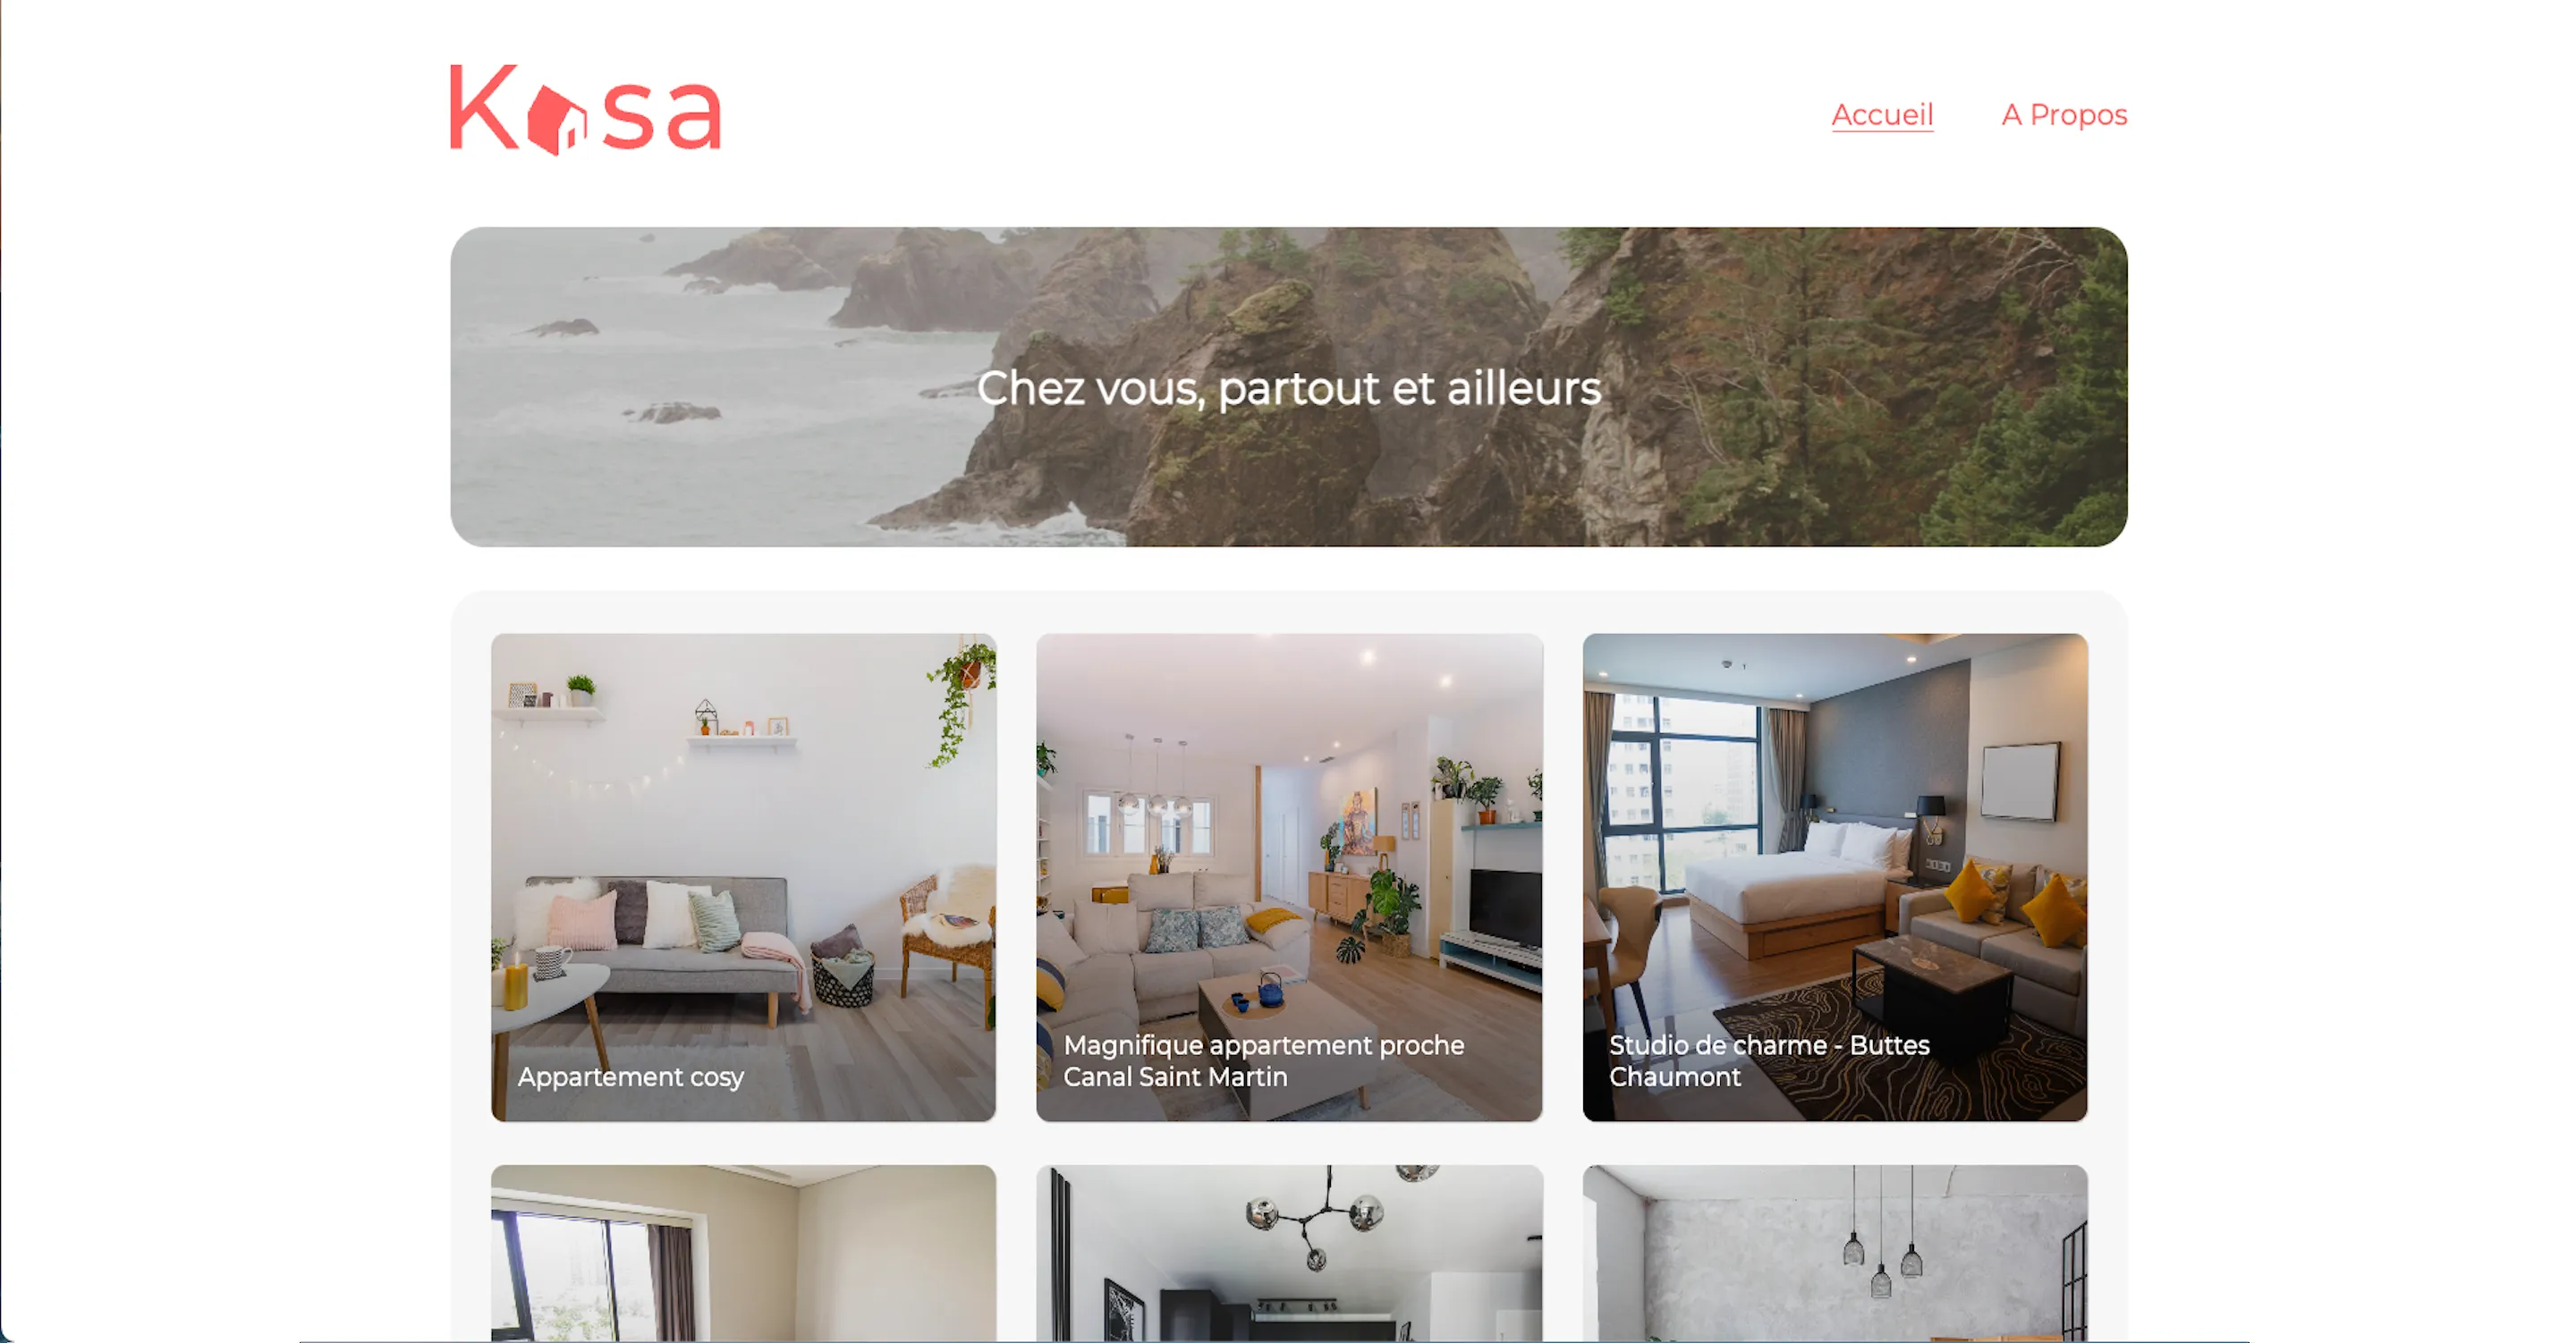 Kasa
Accueil
A Propos
Chez vous, partout et ailleurs
Appartement cosy
Magnifique appartement proche
Canal Saint Martin
Studio de charme - Buttes
Chaumont